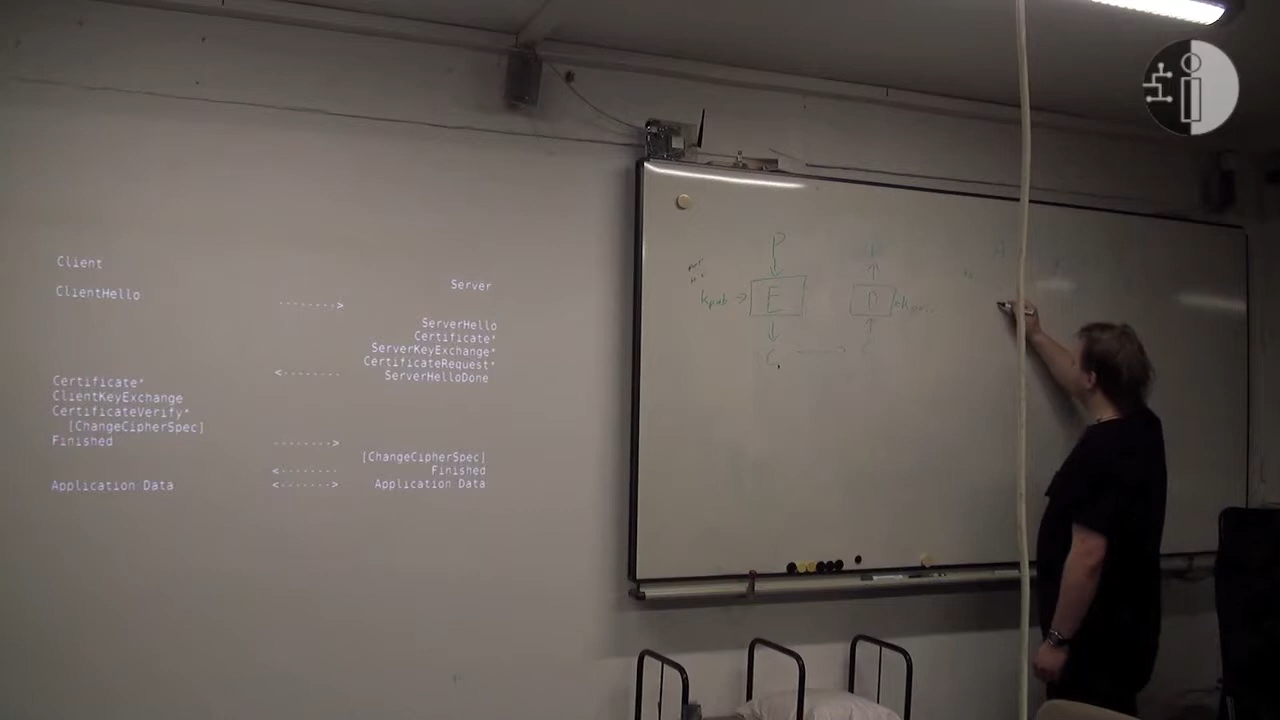 Client
Server
ClientHello -------->
ServerHello
Certificate*
ServerKeyExchange*
CertificateRequest*
<-------- ServerHelloDone
Certificate*
ClientKeyExchange
CertificateVerify*
[ChangeCipherSpec]
Finished -------->
[ChangeCipherSpec]
<-------- Finished
Application Data <-------> Application Data
P
kpub → E
D
C